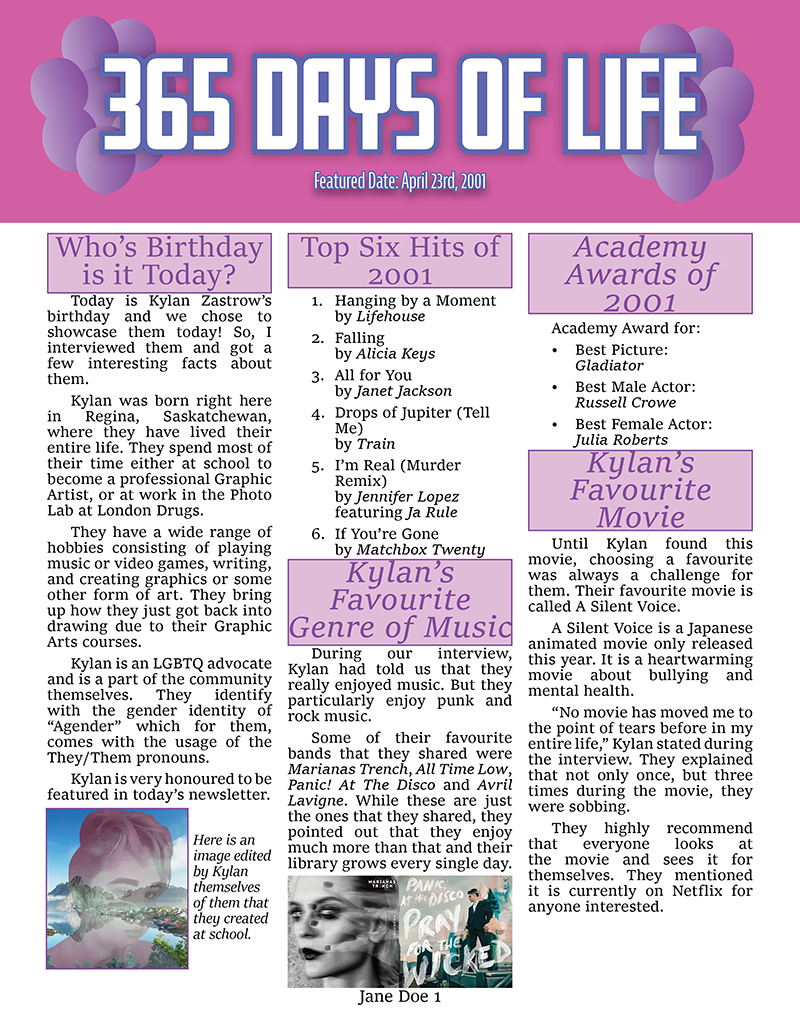 365 DAYS OF LIFE
Featured Date: April 23rd, 2001
Who's Birthday
is it Today?
Today is Kylan Zastrow's
birthday and we chose to
showcase them today! So, I
interviewed them and got a
few interesting facts about
them.
Kylan was born right here
in Regina, Saskatchewan,
where they have lived their
entire life. They spend most of
their time either at school to
become a professional Graphic
Artist, or at work in the Photo
Lab at London Drugs.
They have a wide range of
hobbies consisting of playing
music or video games, writing,
and creating graphics or some
other form of art. They bring
up how they just got back into
drawing due to their Graphic
Arts courses.
Kylan is an LGBTQ advocate
and is a part of the community
themselves. They identify
with the gender identity of
“Agender” which for them,
comes with the usage of the
They/Them pronouns.
Kylan is very honoured to be
featured in today's newsletter.
Here is an
image edited
by Kylan
themselves
of them that
they created
at school.
Top Six Hits of
2001
1. Hanging by a Moment
by Lifehouse
2. Falling
by Alicia Keys
3. All for You
by Janet Jackson
4. Drops of Jupiter (Tell
Me)
by Train
5. I'm Real (Murder
Remix)
by Jennifer Lopez
featuring Ja Rule
6. If You're Gone
by Matchbox Twenty
Kylan's
Favourite
Genre of Music
During our interview,
Kylan had told us that they
really enjoyed music. But they
particularly enjoy punk and
rock music.
Some of their favourite
bands that they shared were
Marianas Trench, All Time Low,
Panic! At The Disco and Avril
Lavigne. While these are just
the ones that they shared, they
pointed out that they enjoy
much more than that and their
library grows every single day.
MARIANAS
TRENCH
PANIC!
AT THE DISCO
PRAY
FOR THE
WICKED
Academy
Awards of
2001
Academy Award for:
• Best Picture:
Gladiator
• Best Male Actor:
Russell Crowe
• Best Female Actor:
Julia Roberts
Kylan's
Favourite
Movie
Until Kylan found this
movie, choosing a favourite
was always a challenge for
them. Their favourite movie is
called A Silent Voice.
A Silent Voice is a Japanese
animated movie only released
this year. It is a heartwarming
movie about bullying and
mental health.
“No movie has moved me to
the point of tears before in my
entire life,” Kylan stated during
the interview. They explained
that not only once, but three
times during the movie, they
were sobbing.
They highly recommend
that everyone looks at
the movie and sees it for
themselves. They mentioned
it is currently on Netflix for
anyone interested.
Jane Doe 1